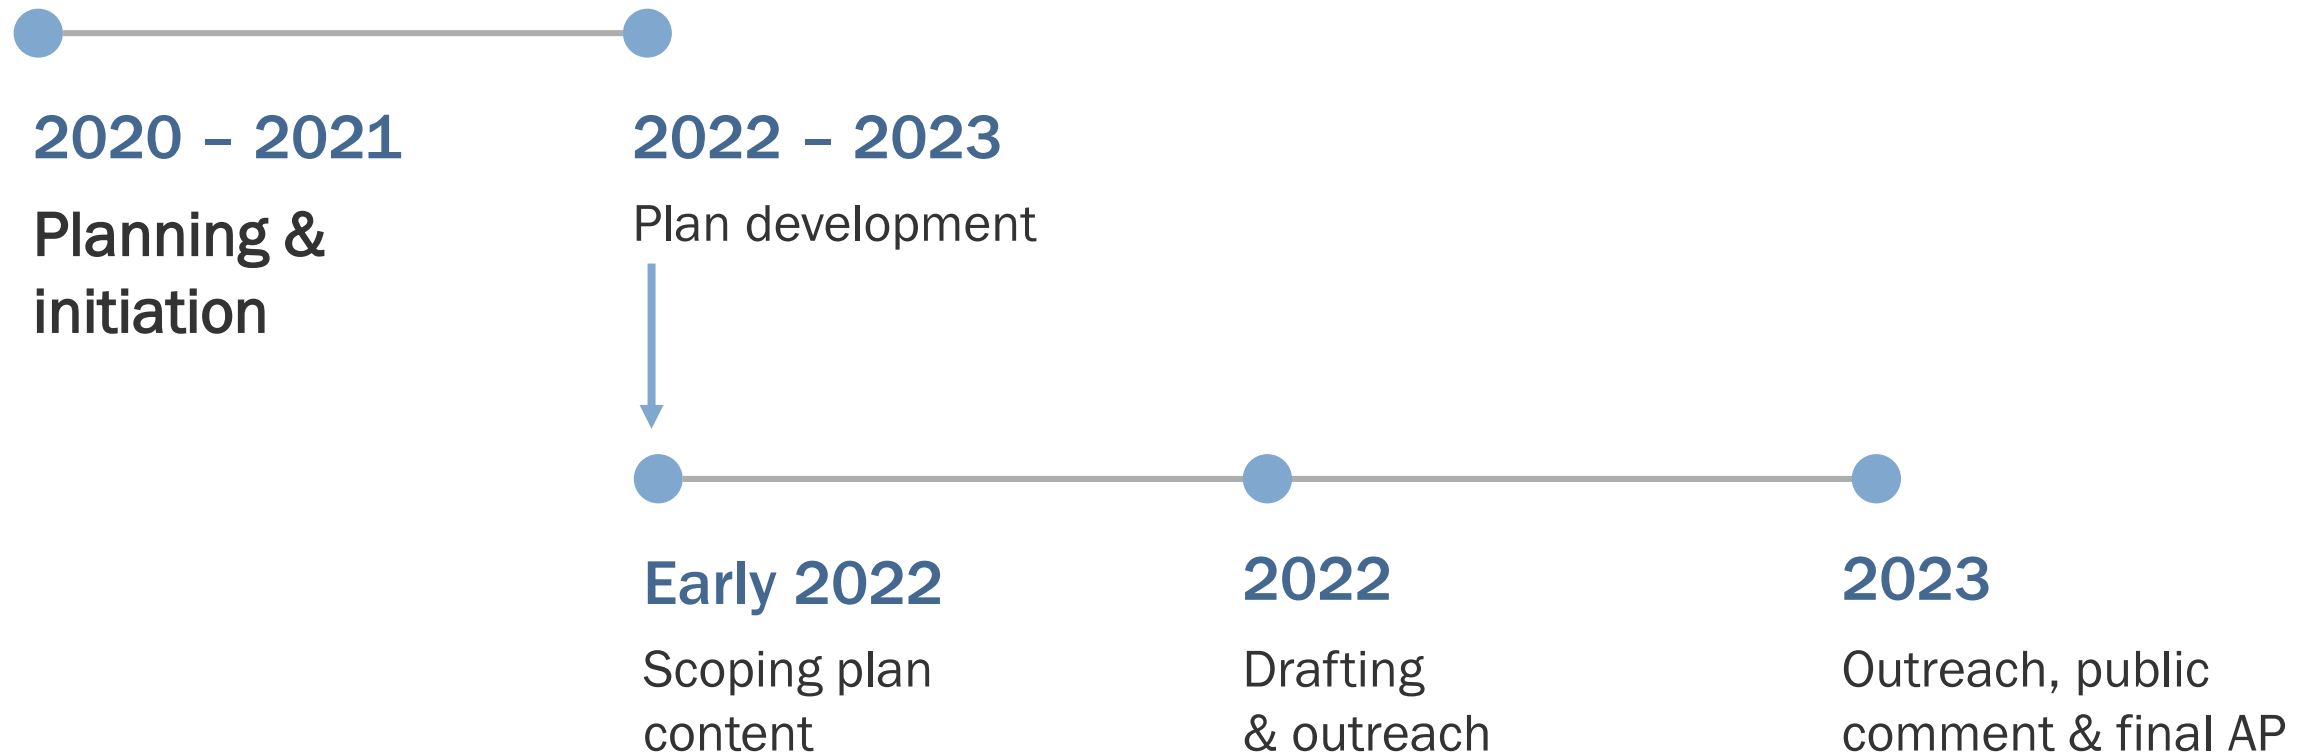 2020 – 2021
Planning &
initiation
2022 – 2023
Plan development
Early 2022
Scoping plan
content
2022
Drafting
& outreach
2023
Outreach, public
comment & final AP